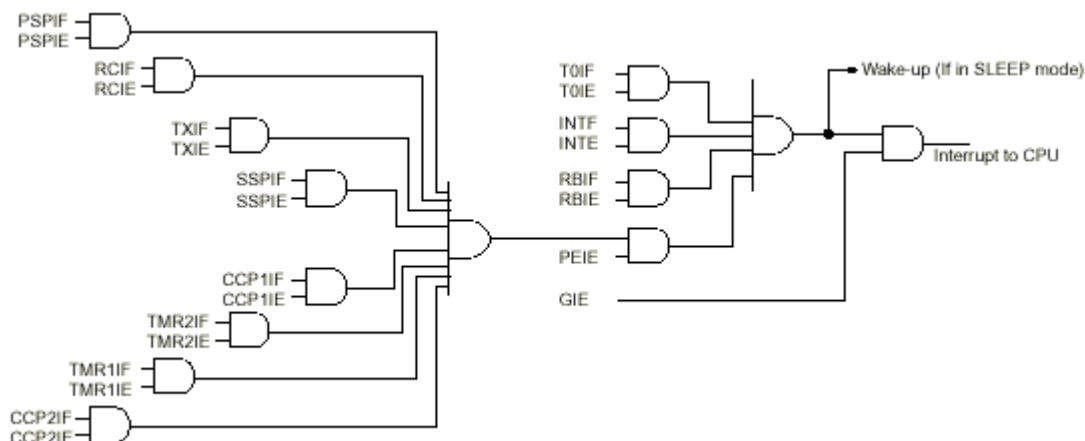 PSPIF
PSPIE
RCIF
RCIE
TXIF
TXIE
SSPIF
SSPIE
CCP1IF
CCP1IE
TMR2IF
TMR2IE
TMR1IF
TMR1IE
CCP2IF
CCP2IE
T0IF
T0IE
INTF
INTE
RBIF
RBIE
PEIE
GIE
Wake-up (If in SLEEP mode)
Interrupt to CPU